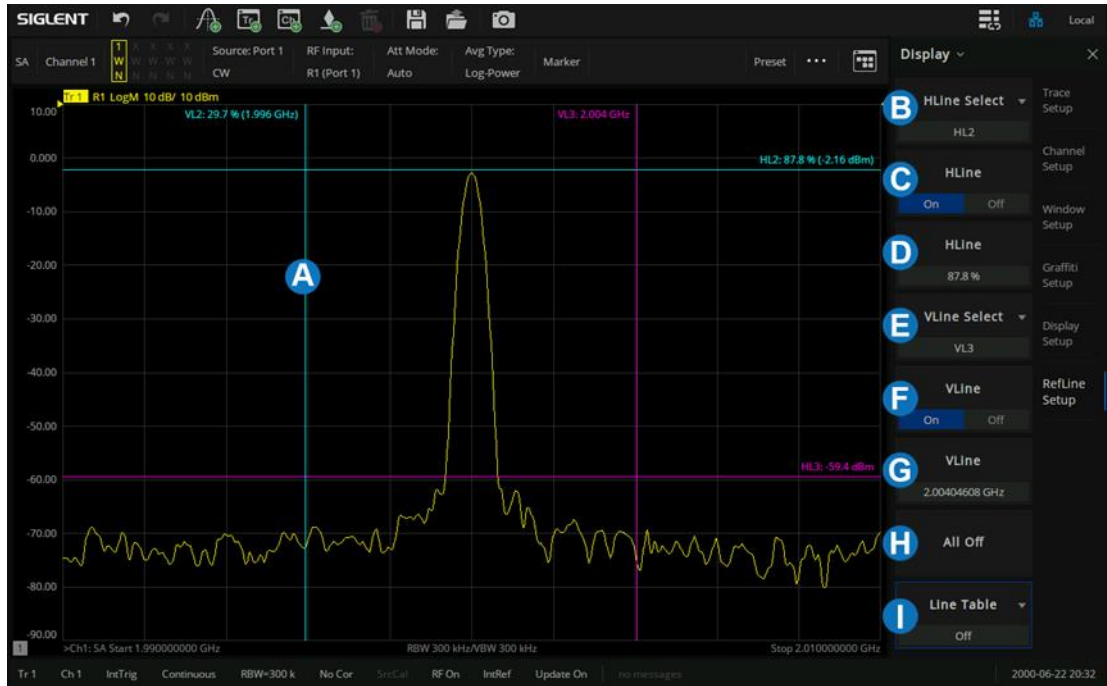 SIGLENT
Tr
Ch
Local
SA Channel 1
1 X X X X
W W W W W
N N N N N
Source: Port 1
CW
RF Input:
R1 (Port 1)
Att Mode:
Auto
Avg Type:
Log-Power
Marker
Preset
Display
Tr 1 R1 LogM 10 dB/ 10 dBm
VL2: 29.7 % (1.996 GHz)
VL3: 2.004 GHz
HL2: 87.8 % (-2.16 dBm)
HL3: -59.4 dBm
10.00
0.000
-10.00
-20.00
-30.00
-40.00
-50.00
-60.00
-70.00
-80.00
-90.00
A
B
HLine Select
HL2
C
HLine
On Off
D
HLine
87.8 %
E
VLine Select
VL3
F
VLine
On Off
G
VLine
2.00404608 GHz
H
All Off
I
Line Table
Off
Trace
Setup
Channel
Setup
Window
Setup
Graffiti
Setup
Display
Setup
RefLine
Setup
1 >Ch1: SA Start 1.990000000 GHz RBW 300 kHz/VBW 300 kHz Stop 2.010000000 GHz
Tr 1 Ch 1 IntTrig Continuous RBW=300 k No Cor SrcCal RF On IntRef Update On no messages 2000-06-22 20:32